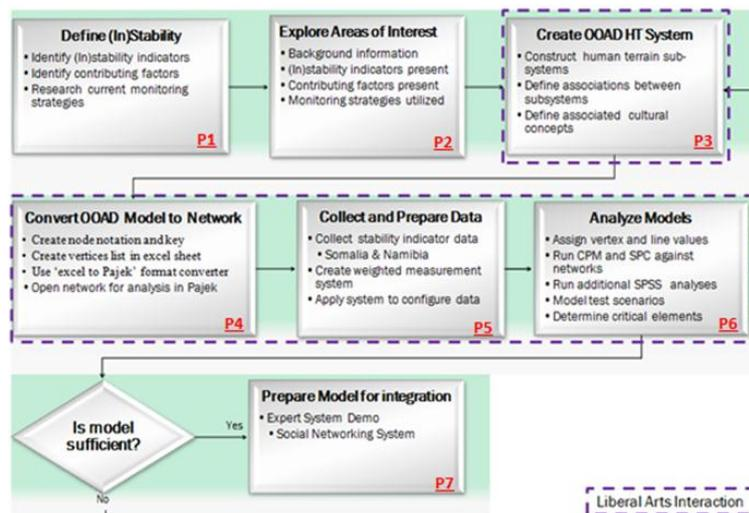 Define (In)Stability
• Identify (In)stability indicators
• Identify contributing factors
• Research current monitoring
strategies
P1
Explore Areas of Interest
• Background information
• (In)stability indicators present
• Contributing factors present
• Monitoring strategies utilized
P2
Create OOAD HT System
• Construct human terrain sub-
systems
• Define associations between
subsystems
• Define associated cultural
concepts
P3
Convert OOAD Model to Network
• Create node notation and key
• Create vertices list in excel sheet
• Use 'excel to Pajek' format converter
• Open network for analysis in Pajek
P4
Collect and Prepare Data
• Collect stability indicator data
• Somalia & Namibia
• Create weighted measurement
system
• Apply system to configure data
P5
Analyze Models
• Assign vertex and line values
• Run CPM and SPC against
networks
• Run additional SPSS analyses
• Model test scenarios
• Determine critical elements
P6
Is model
sufficient?
Yes
No
Prepare Model for integration
• Expert System Demo
• Social Networking System
P7
Liberal Arts Interaction